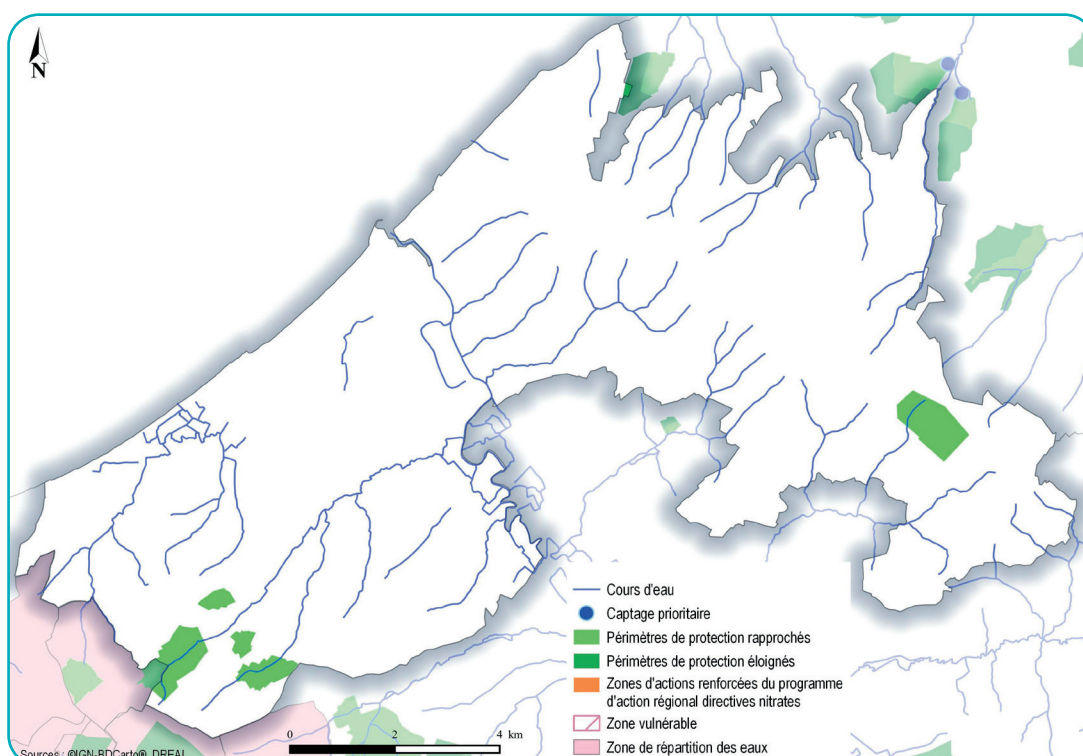 N
Cours d'eau
Captage prioritaire
Périmètres de protection rapprochés
Périmètres de protection éloignés
Zones d'actions renforcées du programme
d'action régional directives nitrates
Zone vulnérable
Zone de répartition des eaux
0 2 4 km
Sources : ©IGN-BDCarto®, DREAL